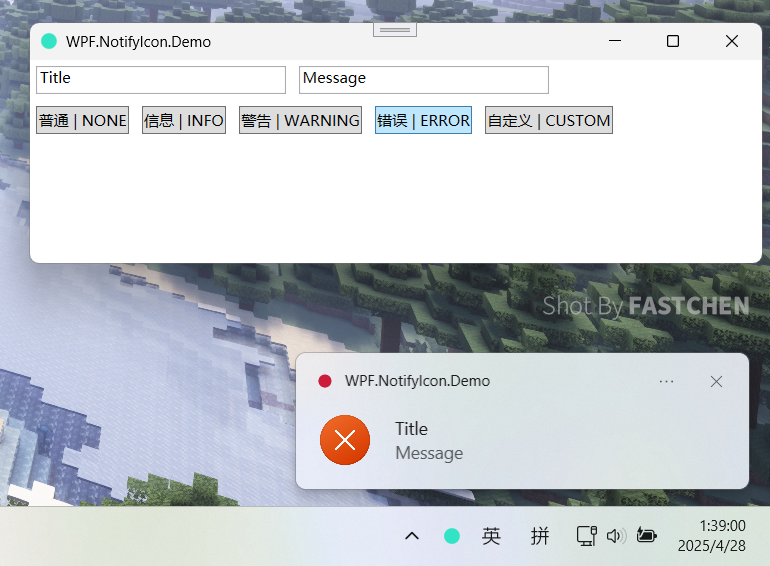 WPF.NotifyIcon.Demo
Title Message
普通 | NONE 信息 | INFO 警告 | WARNING 错误 | ERROR 自定义 | CUSTOM
Shot By FASTCHEN
WPF.NotifyIcon.Demo
Title
Message
英 拼 1:39:00
2025/4/28